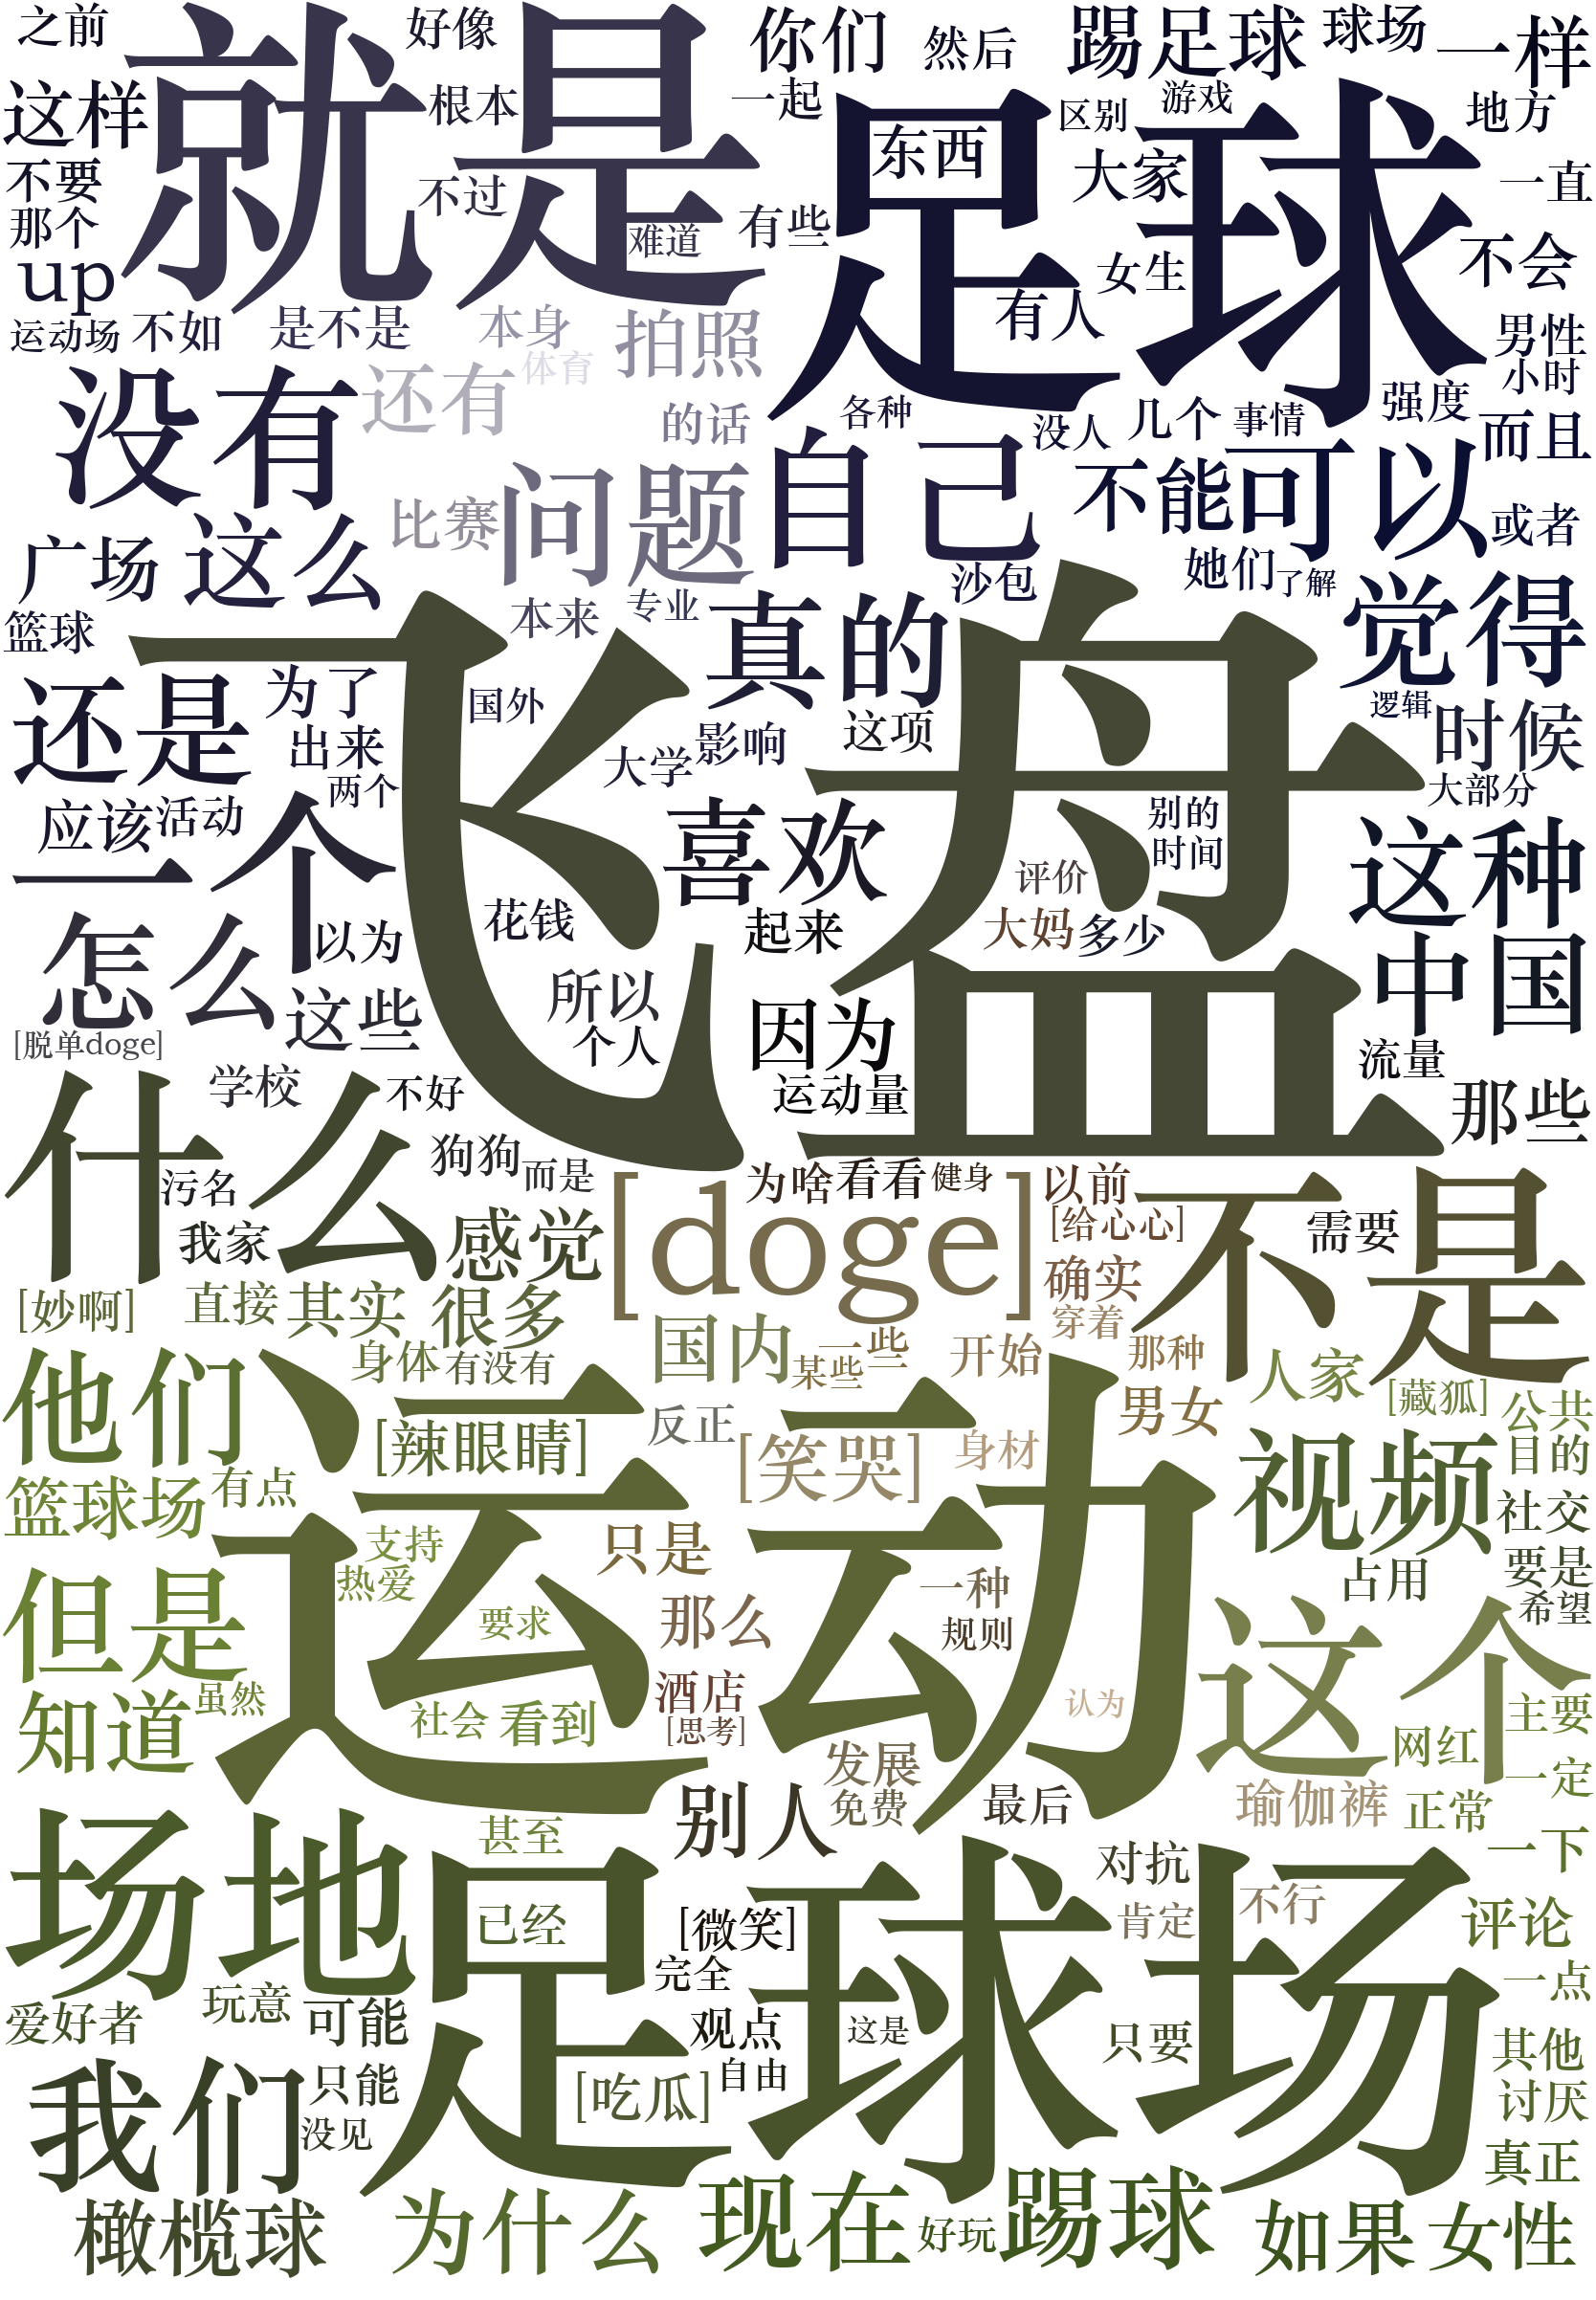 之前
好像
你们
然后
踢足球
球场
一样
就是
足球
这样
根本
一起
区别
游戏
地方
东西
不要
不过
大家
一直
那个
难道
有些
女生
不会
up
有人
运动场
不如
是不是
本身
拍照
男性
小时
体育
没有
还有
的话
各种
没人
几个
事情
强度
而且
问题
自己
不能
可以
比赛
或者
广场
这么
沙包
她们
了解
篮球
本来
专业
真的
飞盘
觉得
还是
为了
国外
这项
逻辑
时候
出来
大学
影响
两个
大部分
应该
活动
喜欢
别的
时间
这种
一个
评价
花钱
起来
大妈
多少
怎么
以为
中国
这些
所以
个人
因为
[脱单doge]
流量
学校
不好
运动量
那些
什么
狗狗
而是
污名
[doge]
为啥
看看
健身
以前
不是
我家
感觉
[给心心]
需要
[妙啊]
直接
其实
很多
确实
国内
一些
某些
穿着
身体
有没有
开始
那种
人家
他们
[藏狐]
男女
公共
[辣眼睛]
反正
[笑哭]
身材
视频
目的
篮球场
有点
运动
社交
支持
热爱
只是
占用
要是
但是
一种
希望
要求
那么
规则
这个
知道
虽然
社会
看到
酒店
[思考]
认为
主要
网红
发展
一定
别人
免费
最后
瑜伽裤
正常
甚至
一下
场地
足球场
对抗
已经
[微笑]
肯定
不行
评论
完全
一点
爱好者
玩意
可能
观点
这是
只要
其他
我们
只能
[吃瓜]
自由
讨厌
没见
真正
橄榄球
为什么
现在
好玩
踢球
如果
女性